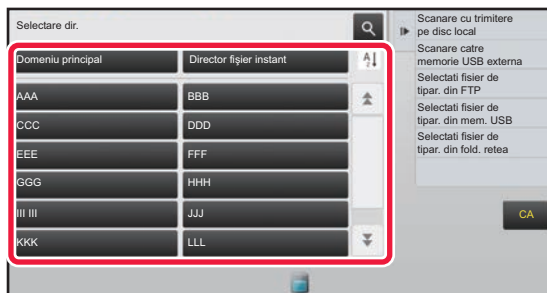 Selectare dir.
Domeniu principal
Director fişier instant
AAA
BBB
CCC
DDD
EEE
FFF
GGG
HHH
III III
JJJ
KKK
LLL
Scanare cu trimitere
pe disc local
Scanare catre
memorie USB externa
Selectati fisier de
tipar. din FTP
Selectati fisier de
tipar. din mem. USB
Selectati fisier de
tipar. din fold. retea
CA